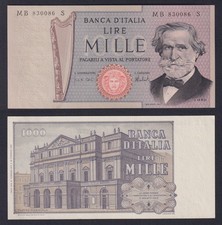 MB 830086 S
BANCA D'ITALIA
LIRE
MILLE
PAGABILI A VISTA AL PORTATORE
MB 830086 S
1000
BANCA
D'ITALIA
LIRE
MILLE